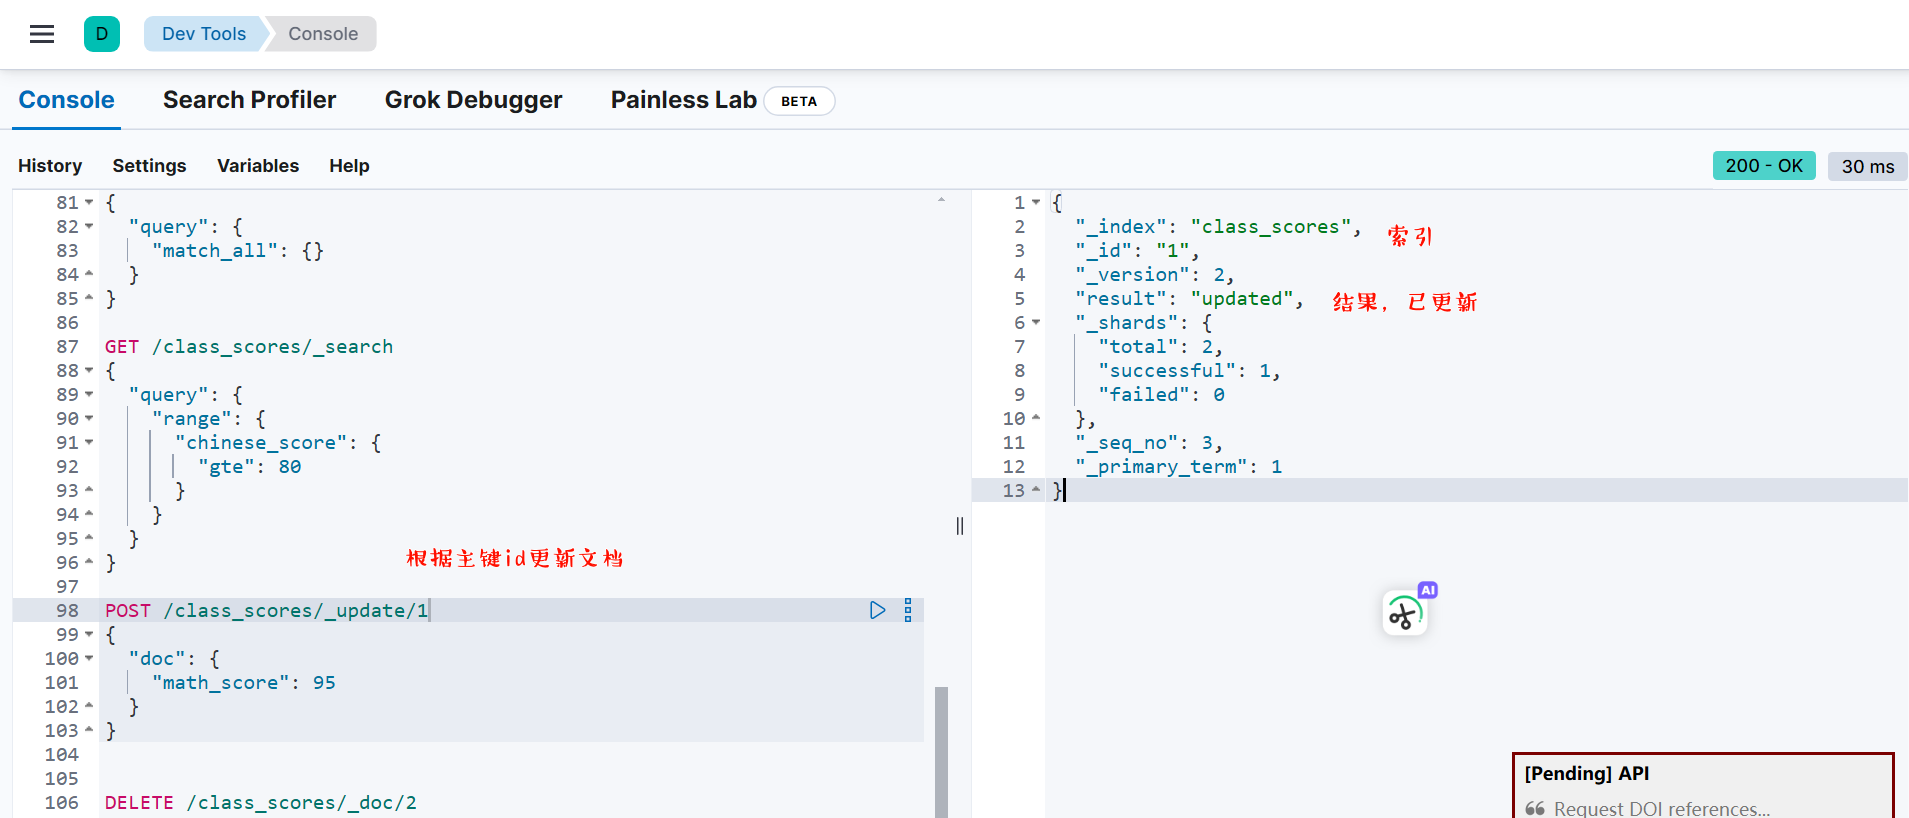 D Dev Tools Console
Console Search Profiler Grok Debugger Painless Lab BETA
History Settings Variables Help
200 - OK 30 ms
81 {
82 "query": {
83 "match_all": {}
84 }
85 }
86
87 GET /class_scores/_search
88 {
89 "query": {
90 "range": {
91 "chinese_score": {
92 "gte": 80
93 }
94 }
95 }
96 }
根据主键id更新文档
97
98 POST /class_scores/_update/1
99 {
100 "doc": {
101 "math_score": 95
102 }
103 }
104
105
106 DELETE /class_scores/_doc/2
1 {
2 "_index": "class_scores", 索引
3 "_id": "1",
4 "_version": 2,
5 "result": "updated", 结果，已更新
6 "_shards": {
7 "total": 2,
8 "successful": 1,
9 "failed": 0
10 },
11 "_seq_no": 3,
12 "_primary_term": 1
13 }
AI
[Pending] API
Request DOI references...